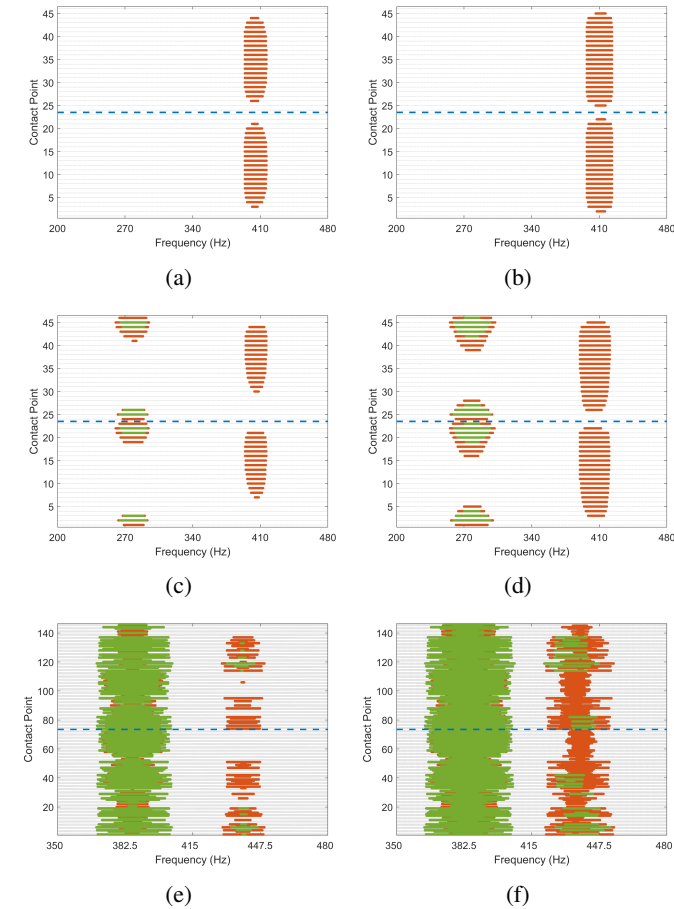 45
40
35
30
25
20
15
10
5
Contact Point
200 270 340 410 480
Frequency (Hz)
(a)
45
40
35
30
25
20
15
10
5
Contact Point
200 270 340 410 480
Frequency (Hz)
(b)
45
40
35
30
25
20
15
10
5
Contact Point
200 270 340 410 480
Frequency (Hz)
(c)
45
40
35
30
25
20
15
10
5
Contact Point
200 270 340 410 480
Frequency (Hz)
(d)
140
120
100
80
60
40
20
Contact Point
350 382.5 415 447.5 480
Frequency (Hz)
(e)
140
120
100
80
60
40
20
Contact Point
350 382.5 415 447.5 480
Frequency (Hz)
(f)